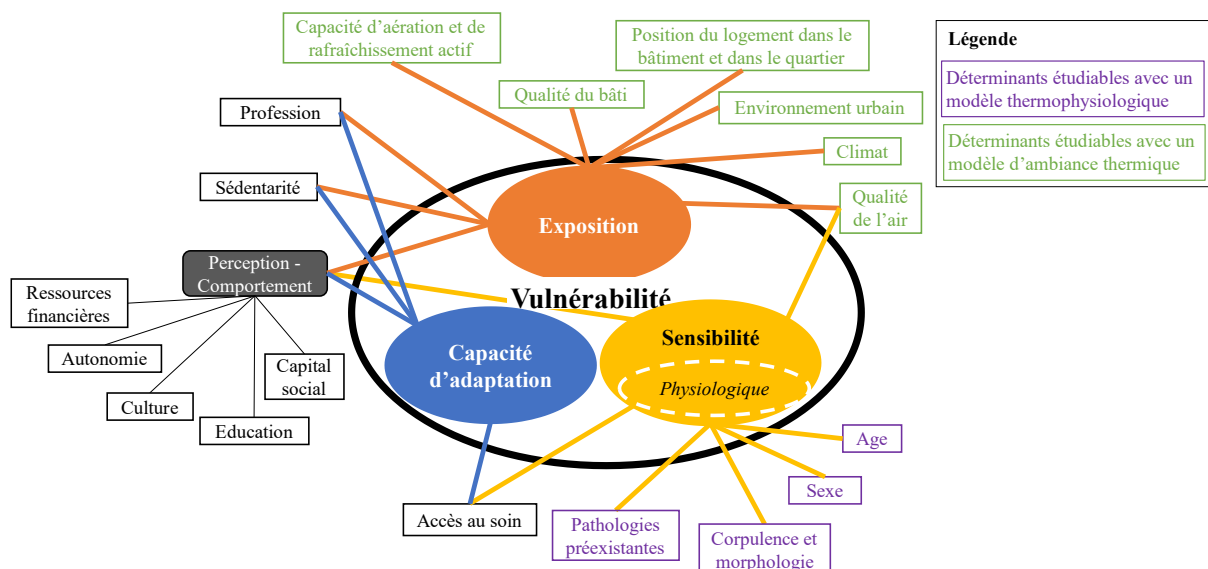 Capacité d'aération et de
rafraîchissement actif
Position du logement dans le
bâtiment et dans le quartier
Légende
Déterminants étudiables avec un
modèle thermophysiologique
Déterminants étudiables avec un
modèle d'ambiance thermique
Qualité du bâti
Environnement urbain
Profession
Climat
Sédentarité
Qualité
de l'air
Exposition
Perception -
Comportement
Vulnérabilité
Ressources
financières
Autonomie
Culture
Education
Capital
social
Capacité
d'adaptation
Sensibilité
Physiologique
Age
Sexe
Accès au soin
Pathologies
préexistantes
Corpulence et
morphologie